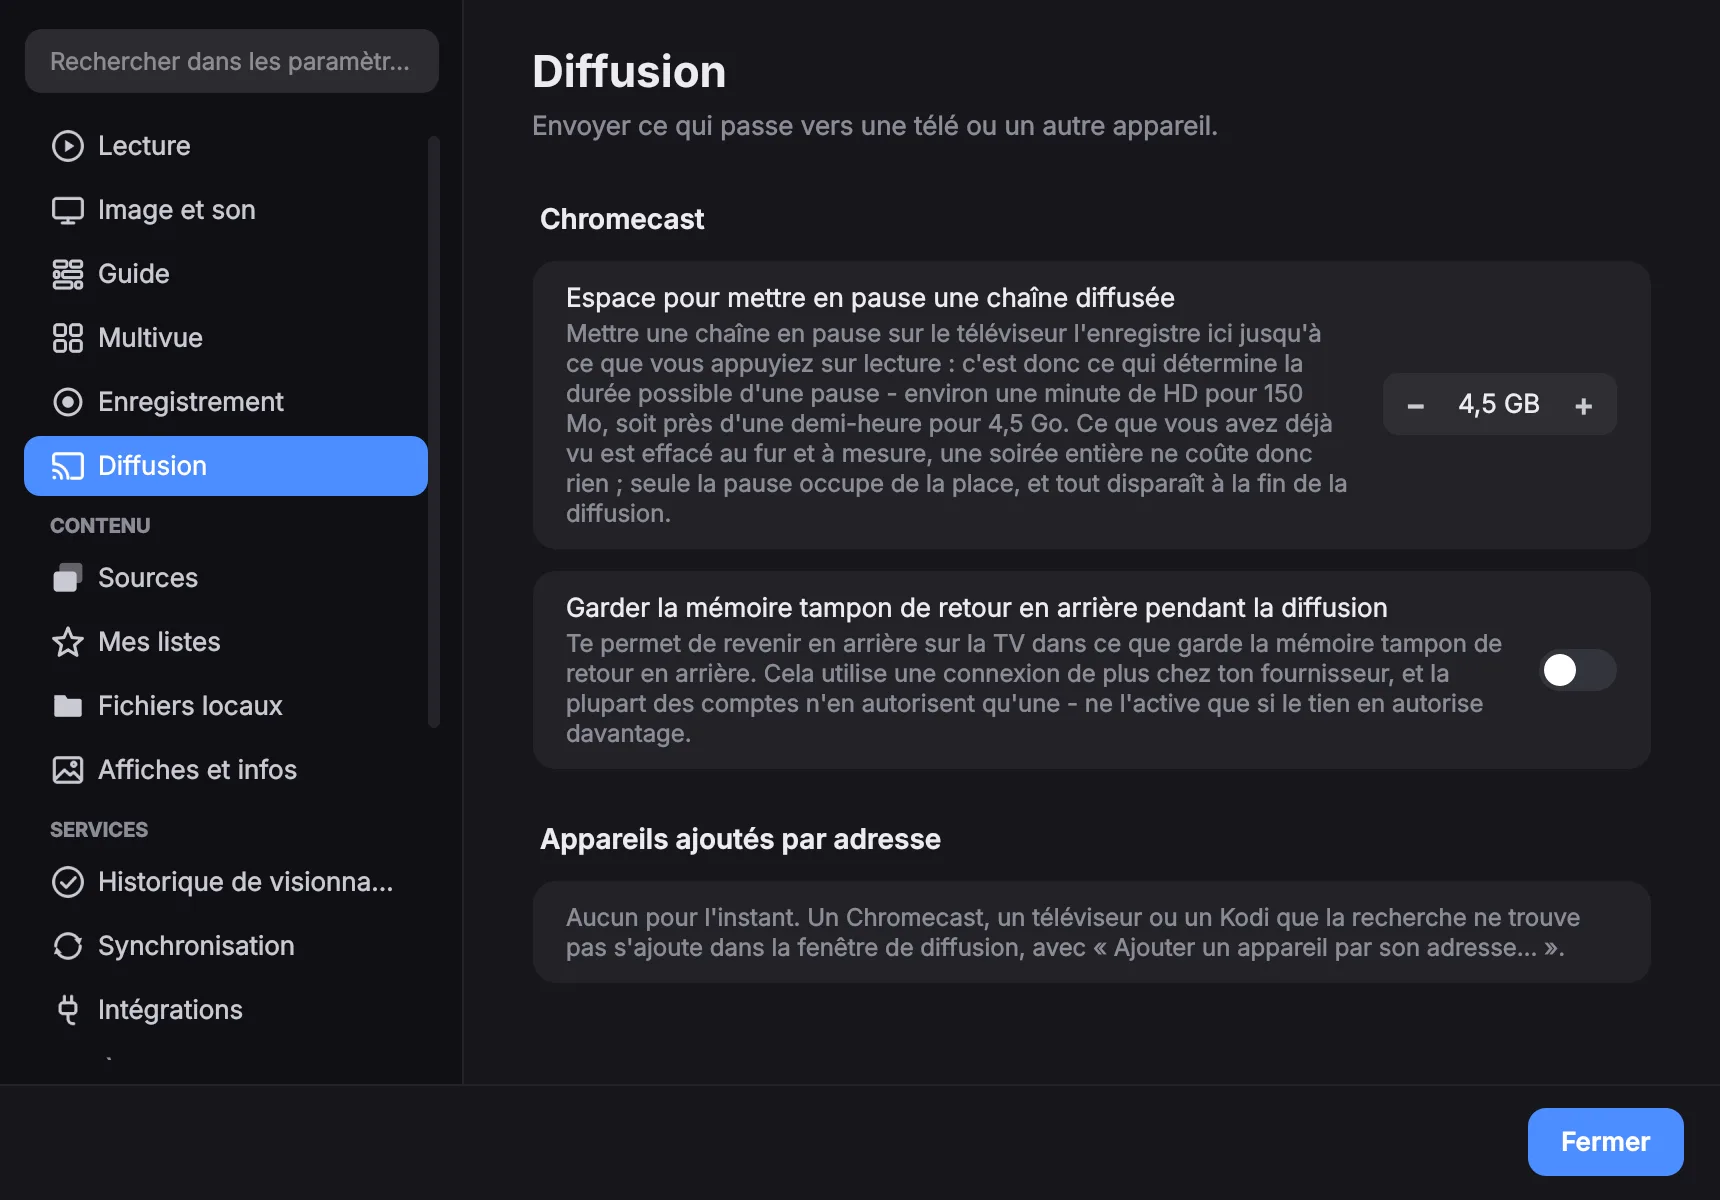 Rechercher dans les paramètr...
Lecture
Image et son
Guide
Multivue
Enregistrement
Diffusion
CONTENU
Sources
Mes listes
Fichiers locaux
Affiches et infos
SERVICES
Historique de visionna...
Synchronisation
Intégrations
Diffusion
Envoyer ce qui passe vers une télé ou un autre appareil.
Chromecast
Espace pour mettre en pause une chaîne diffusée
Mettre une chaîne en pause sur le téléviseur l'enregistre ici jusqu'à
ce que vous appuyiez sur lecture : c'est donc ce qui détermine la
durée possible d'une pause - environ une minute de HD pour 150
Mo, soit près d'une demi-heure pour 4,5 Go. Ce que vous avez déjà
vu est effacé au fur et à mesure, une soirée entière ne coûte donc
rien ; seule la pause occupe de la place, et tout disparaît à la fin de la
diffusion.
− 4,5 GB +
Garder la mémoire tampon de retour en arrière pendant la diffusion
Te permet de revenir en arrière sur la TV dans ce que garde la mémoire tampon de
retour en arrière. Cela utilise une connexion de plus chez ton fournisseur, et la
plupart des comptes n'en autorisent qu'une - ne l'active que si le tien en autorise
davantage.
Appareils ajoutés par adresse
Aucun pour l'instant. Un Chromecast, un téléviseur ou un Kodi que la recherche ne trouve
pas s'ajoute dans la fenêtre de diffusion, avec « Ajouter un appareil par son adresse... ».
Fermer